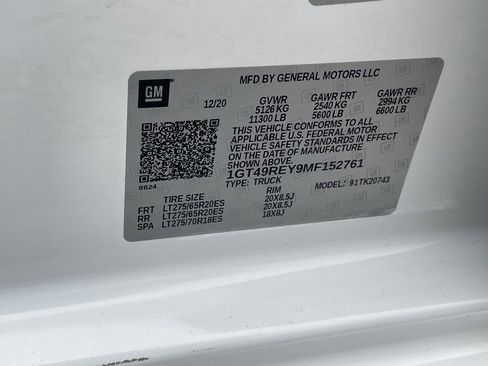 GM
MFD BY GENERAL MOTORS LLC
12/20 GVWR GAWR FRT GAWR RR
5126 KG 2540 KG 2994 KG
11300 LB 5600 LB 6600 LB
THIS VEHICLE CONFORMS TO ALL
APPLICABLE U.S. FEDERAL MOTOR
VEHICLE SAFETY STANDARDS IN EFFECT
ON THE DATE OF MANUFACTURE
SHOWN ABOVE.
1GT49REY9MF152761
8624
TYPE: TRUCK MODEL: 91TK20743
TIRE SIZE RIM
FRT LT275/65R20ES 20X8.5J
RR LT275/65R20ES 20X8.5J
SPA LT275/70R18ES 18X8J